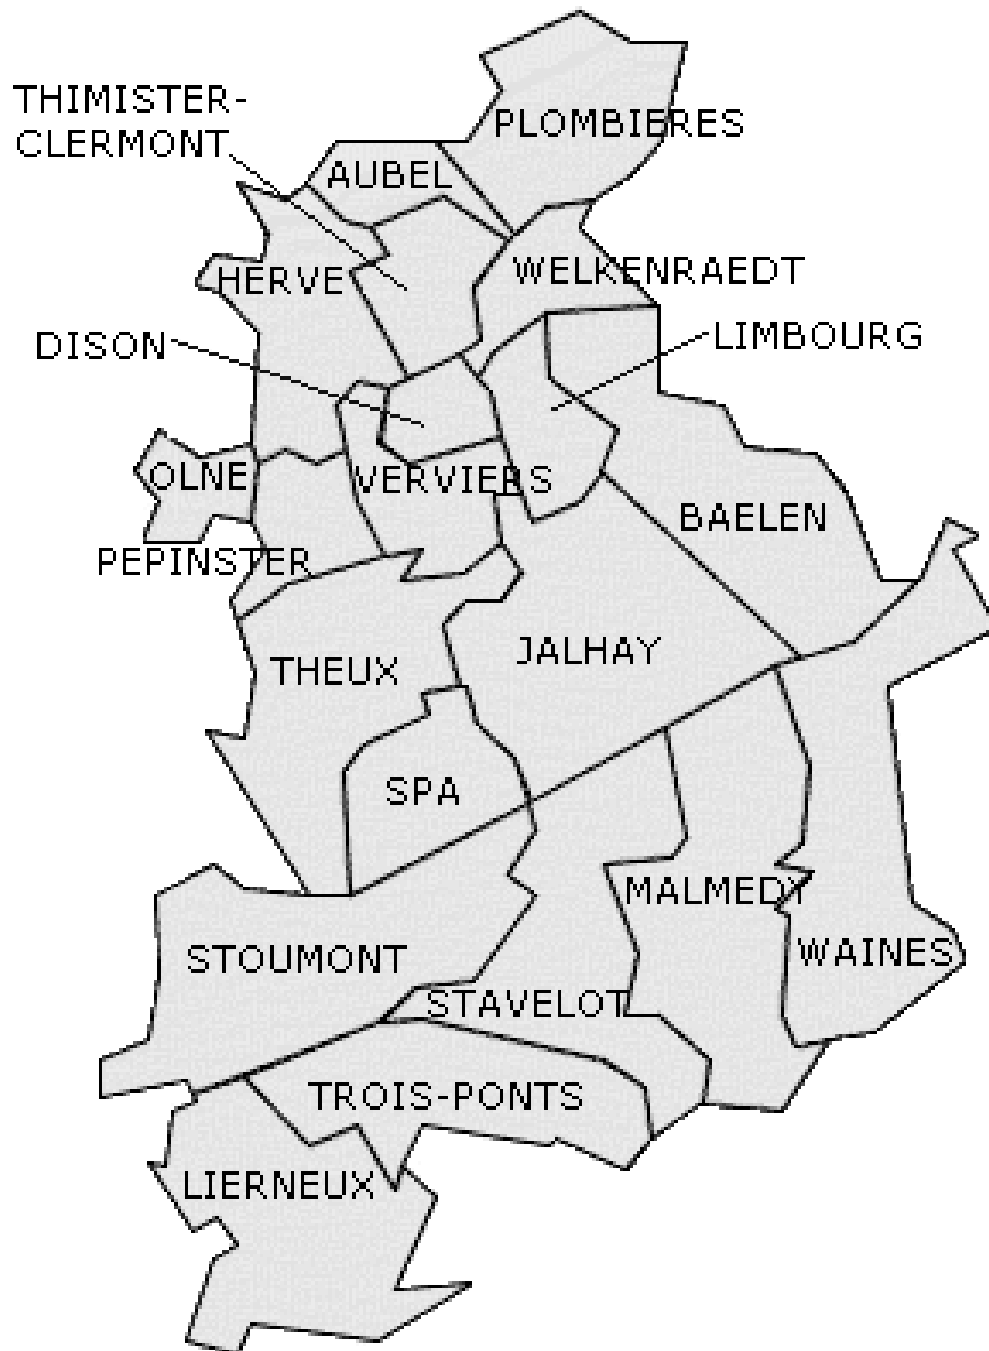 THIMISTER-
CLERMONT
PLOMBIERES
AUBEL
HERVE
WELKENRAEDT
DISON
LIMBOURG
OLNE
VERVIERS
BAELEN
PEPINSTER
THEUX
JALHAY
SPA
MALMEDY
STOUMONT
WAINES
STAVELOT
TROIS-PONTS
LIERNEUX